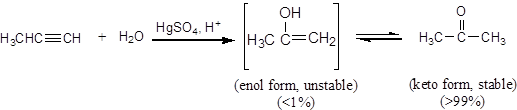 H₃CHC≡CH + H₂O HgSO₄, H⁺ [ OH H₃C C=CH₂ ] ⇌ O H₃C-C-CH₃
(enol form, unstable) (keto form, stable)
(<1%) (>99%)